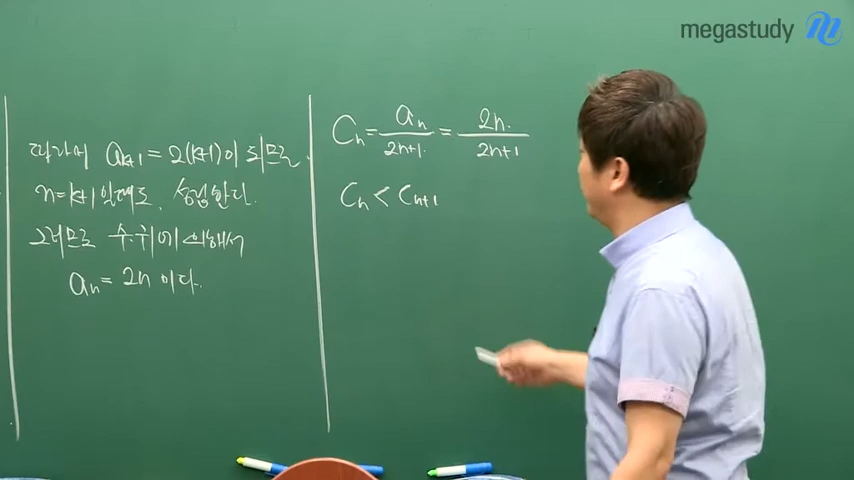 megastudy
따라서 a_{k+1} = 2(k+1)이 되므로
n=k+1일때도 성립한다.
그러므로 수·귀에 의해서
a_n = 2n 이다.
C_n = a_n/2n+1 = 2n/2n+1
C_n < C_{n+1}